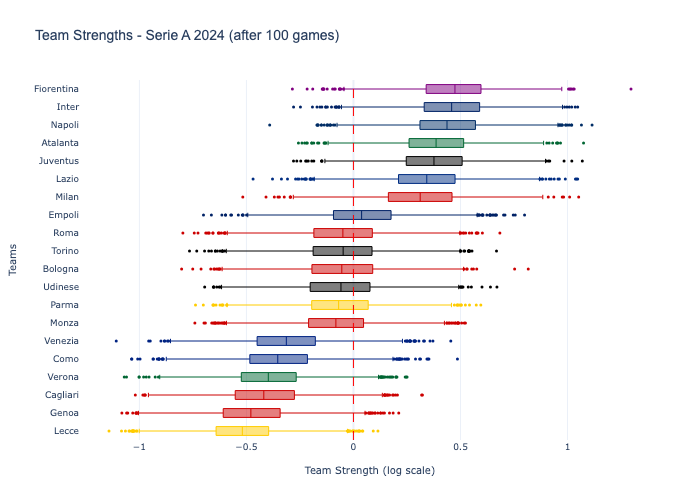 Team Strengths - Serie A 2024 (after 100 games)
Fiorentina
Inter
Napoli
Atalanta
Juventus
Lazio
Milan
Empoli
Roma
Torino
Bologna
Udinese
Parma
Monza
Venezia
Como
Verona
Cagliari
Genoa
Lecce
Teams
−1
−0.5
0
0.5
1
Team Strength (log scale)